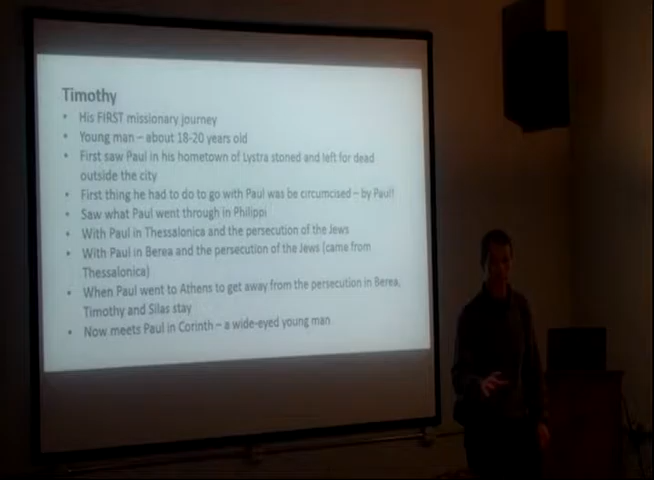 Timothy
• His FIRST missionary journey
• Young man – about 18-20 years old
• First saw Paul in his hometown of Lystra stoned and left for dead
outside the city
• First thing he had to do to go with Paul was be circumcised – by Paul!
• Saw what Paul went through in Philippi
• With Paul in Thessalonica and the persecution of the Jews
• With Paul in Berea and the persecution of the Jews (came from
Thessalonica)
• When Paul went to Athens to get away from the persecution in Berea,
Timothy and Silas stay
• Now meets Paul in Corinth – a wide-eyed young man